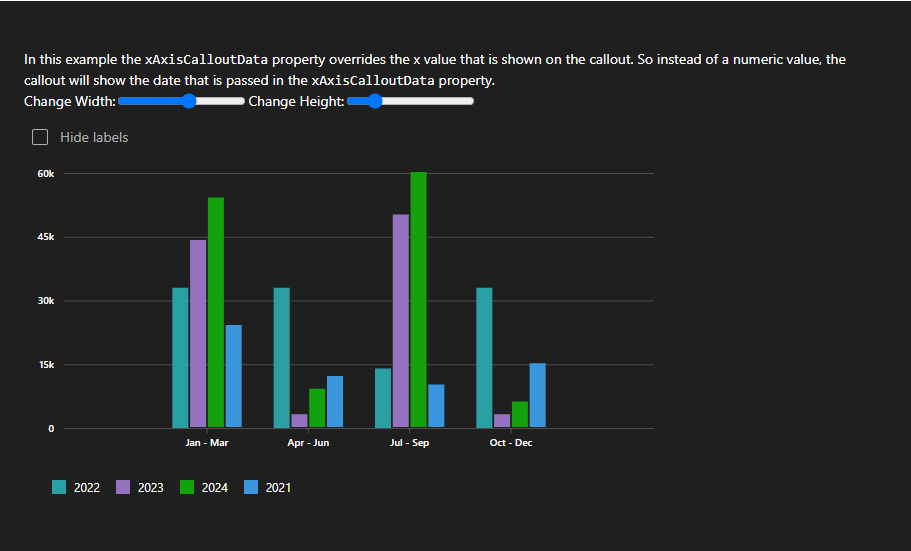 In this example the xAxisCalloutData property overrides the x value that is shown on the callout. So instead of a numeric value, the
callout will show the date that is passed in the xAxisCalloutData property.
Change Width: Change Height:
Hide labels
60k
45k
30k
15k
0
Jan - Mar Apr - Jun Jul - Sep Oct - Dec
2022 2023 2024 2021